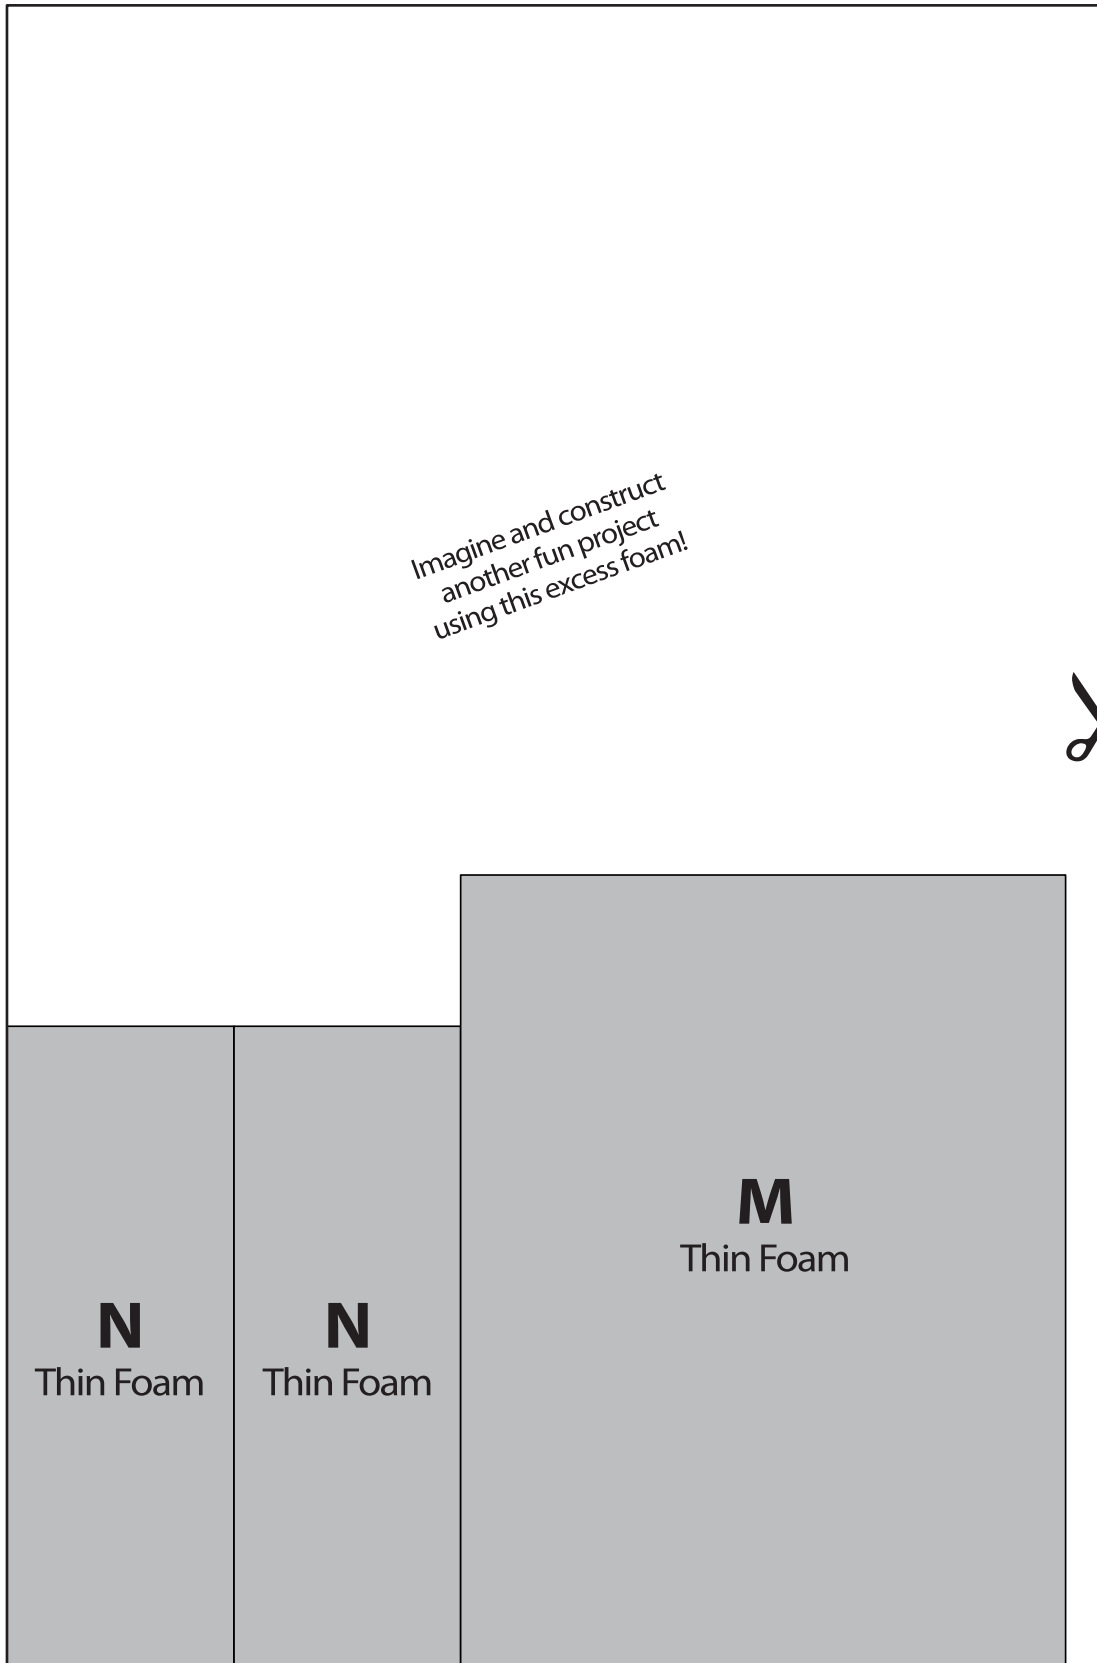 Imagine and construct
another fun project
using this excess foam!
M
Thin Foam
N
Thin Foam
N
Thin Foam